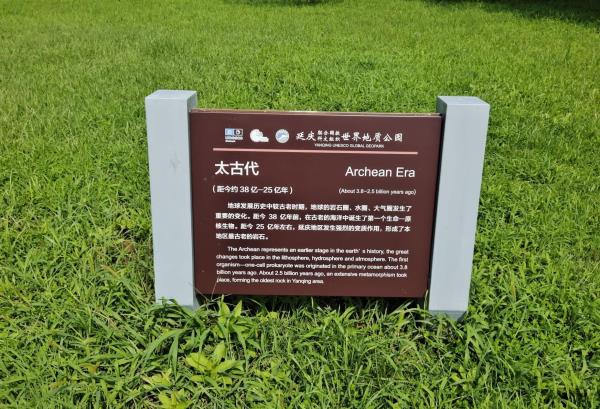 延庆 联合国教科文组织 世界地质公园
YANQING UNESCO GLOBAL GEOPARK
太古代
Archean Era
（距今约 38 亿—25 亿年）
(About 3.8–2.5 billion years ago)
地球发展历史中较古老时期，地球的岩石圈、水圈、大气圈发生了
重要的变化。距今 38 亿年前，在古老的海洋中诞生了第一个生命—原
核生物。距今 25 亿年左右，延庆地区发生强烈的变质作用，形成了本
地区最古老的岩石。
The Archean represents an earlier stage in the earth's history, the great
changes took place in the lithosphere, hydrosphere and atmosphere. The first
organism—one-cell prokaryote was originated in the primary ocean about 3.8
billion years ago. About 2.5 billion years ago, an extensive metamorphism took
place, forming the oldest rock in Yanqing area.